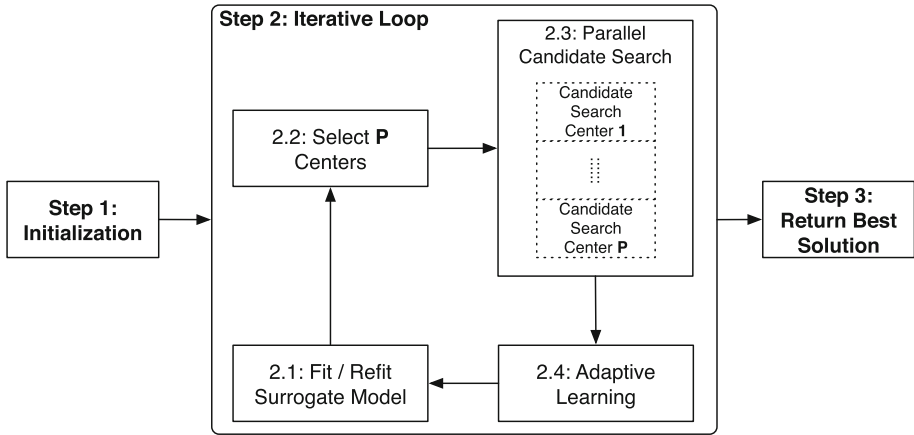 Step 1:
Initialization
Step 2: Iterative Loop
2.1: Fit / Refit
Surrogate Model
2.2: Select P
Centers
2.3: Parallel
Candidate Search
Candidate
Search
Center 1
Candidate
Search
Center P
2.4: Adaptive
Learning
Step 3:
Return Best
Solution